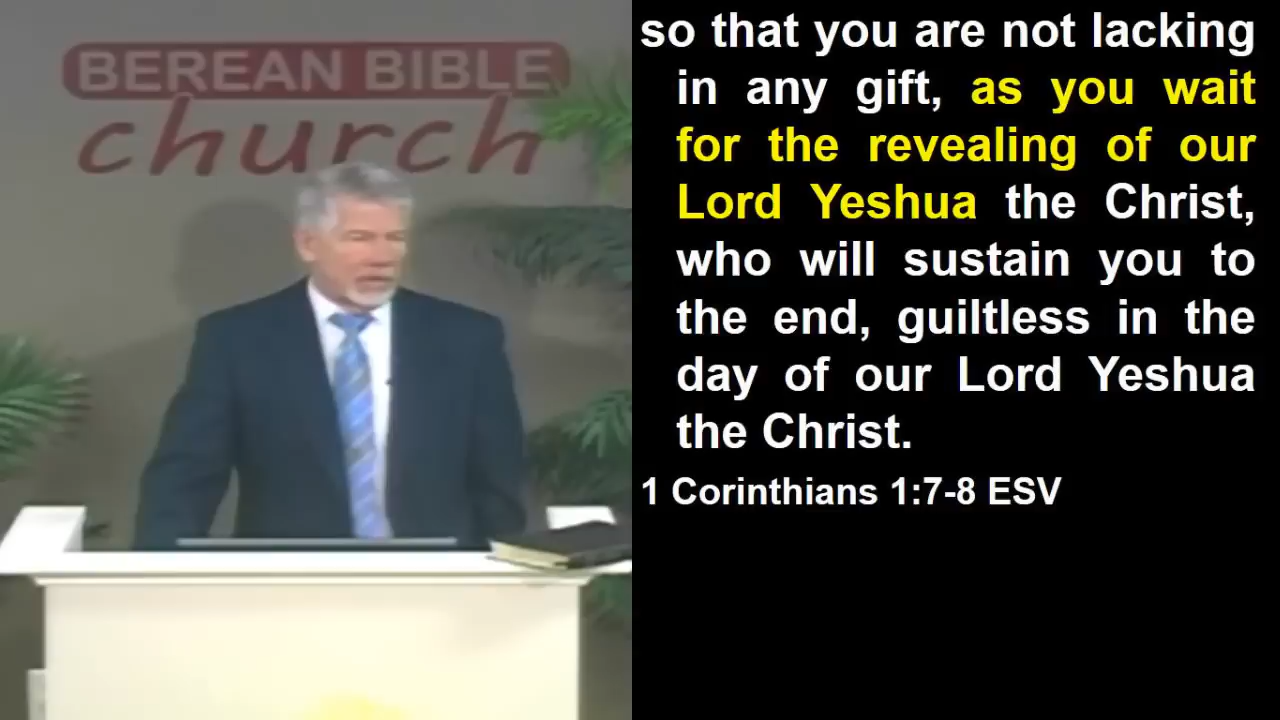 BEREAN BIBLE
church
so that you are not lacking
in any gift, as you wait
for the revealing of our
Lord Yeshua the Christ,
who will sustain you to
the end, guiltless in the
day of our Lord Yeshua
the Christ.
1 Corinthians 1:7-8 ESV